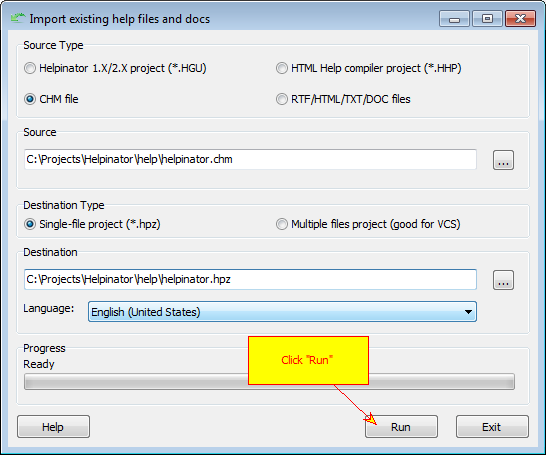 Import existing help files and docs
Source Type
Helpinator 1.X/2.X project (*.HGU)
HTML Help compiler project (*.HHP)
CHM file
RTF/HTML/TXT/DOC files
Source
C:\Projects\Helpinator\help\helpinator.chm
...
Destination Type
Single-file project (*.hpz)
Multiple files project (good for VCS)
Destination
C:\Projects\Helpinator\help\helpinator.hpz
...
Language:
English (United States)
Progress
Ready
Click "Run"
Help
Run
Exit